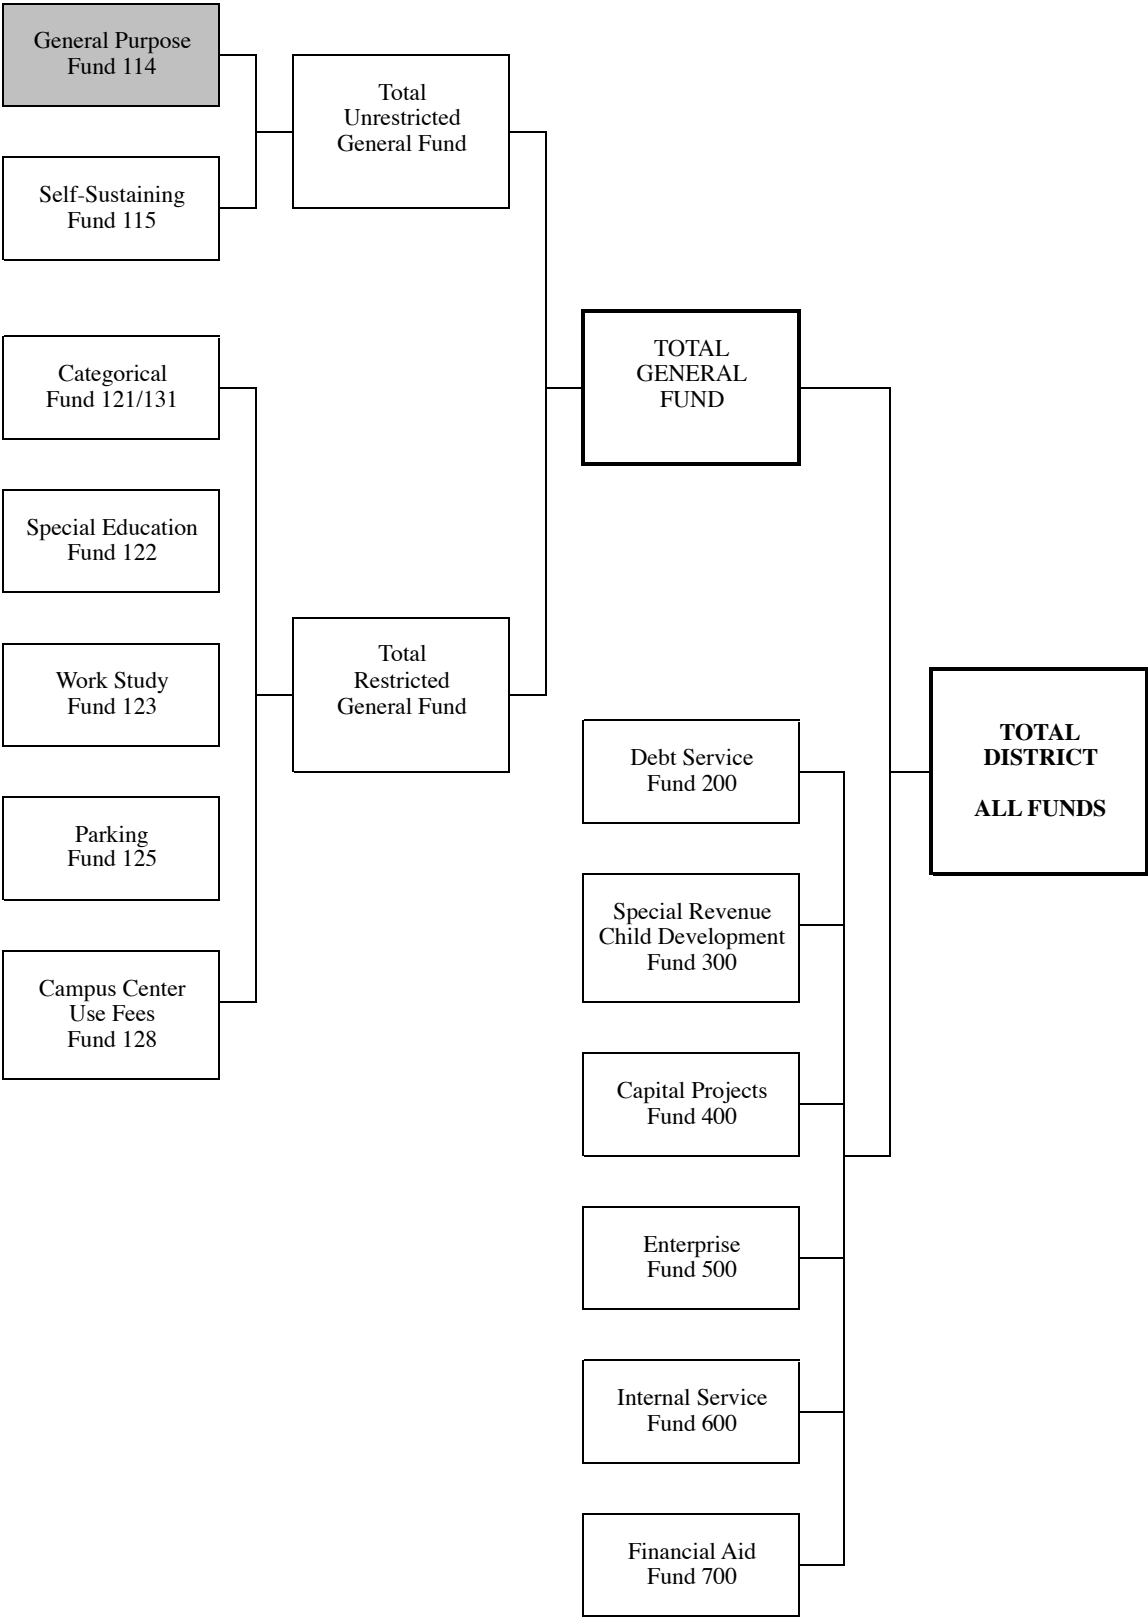 General Purpose
Fund 114
Self-Sustaining
Fund 115
Total
Unrestricted
General Fund
Categorical
Fund 121/131
Special Education
Fund 122
Work Study
Fund 123
Parking
Fund 125
Campus Center
Use Fees
Fund 128
Total
Restricted
General Fund
TOTAL
GENERAL
FUND
Debt Service
Fund 200
Special Revenue
Child Development
Fund 300
Capital Projects
Fund 400
Enterprise
Fund 500
Internal Service
Fund 600
Financial Aid
Fund 700
TOTAL
DISTRICT
ALL FUNDS